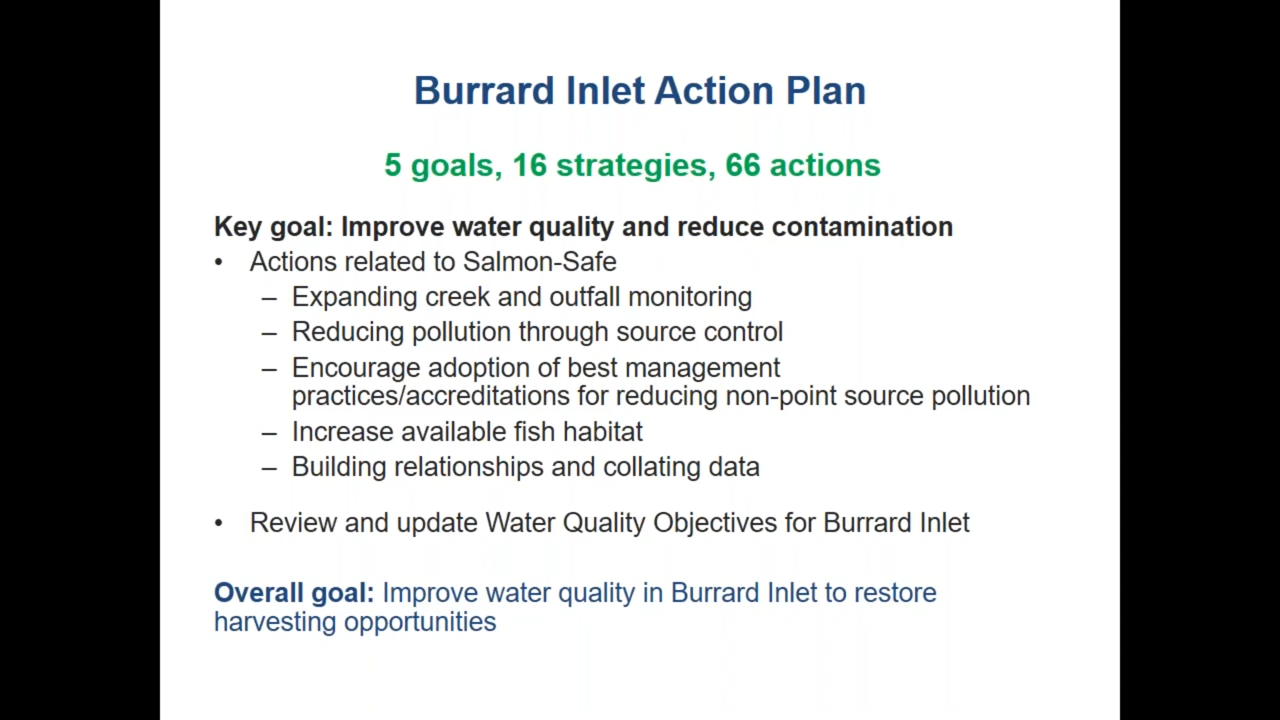 Burrard Inlet Action Plan
5 goals, 16 strategies, 66 actions
Key goal: Improve water quality and reduce contamination
• Actions related to Salmon-Safe
– Expanding creek and outfall monitoring
– Reducing pollution through source control
– Encourage adoption of best management
practices/accreditations for reducing non-point source pollution
– Increase available fish habitat
– Building relationships and collating data
• Review and update Water Quality Objectives for Burrard Inlet
Overall goal: Improve water quality in Burrard Inlet to restore
harvesting opportunities